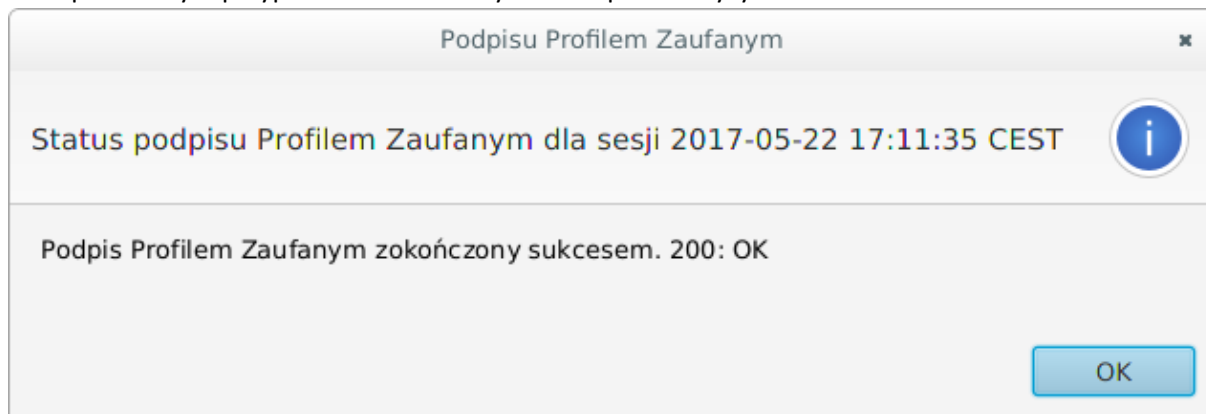 Podpisu Profilem Zaufanym
Status podpisu Profilem Zaufanym dla sesji 2017-05-22 17:11:35 CEST
Podpis Profilem Zaufanym zokończony sukcesem. 200: OK
OK